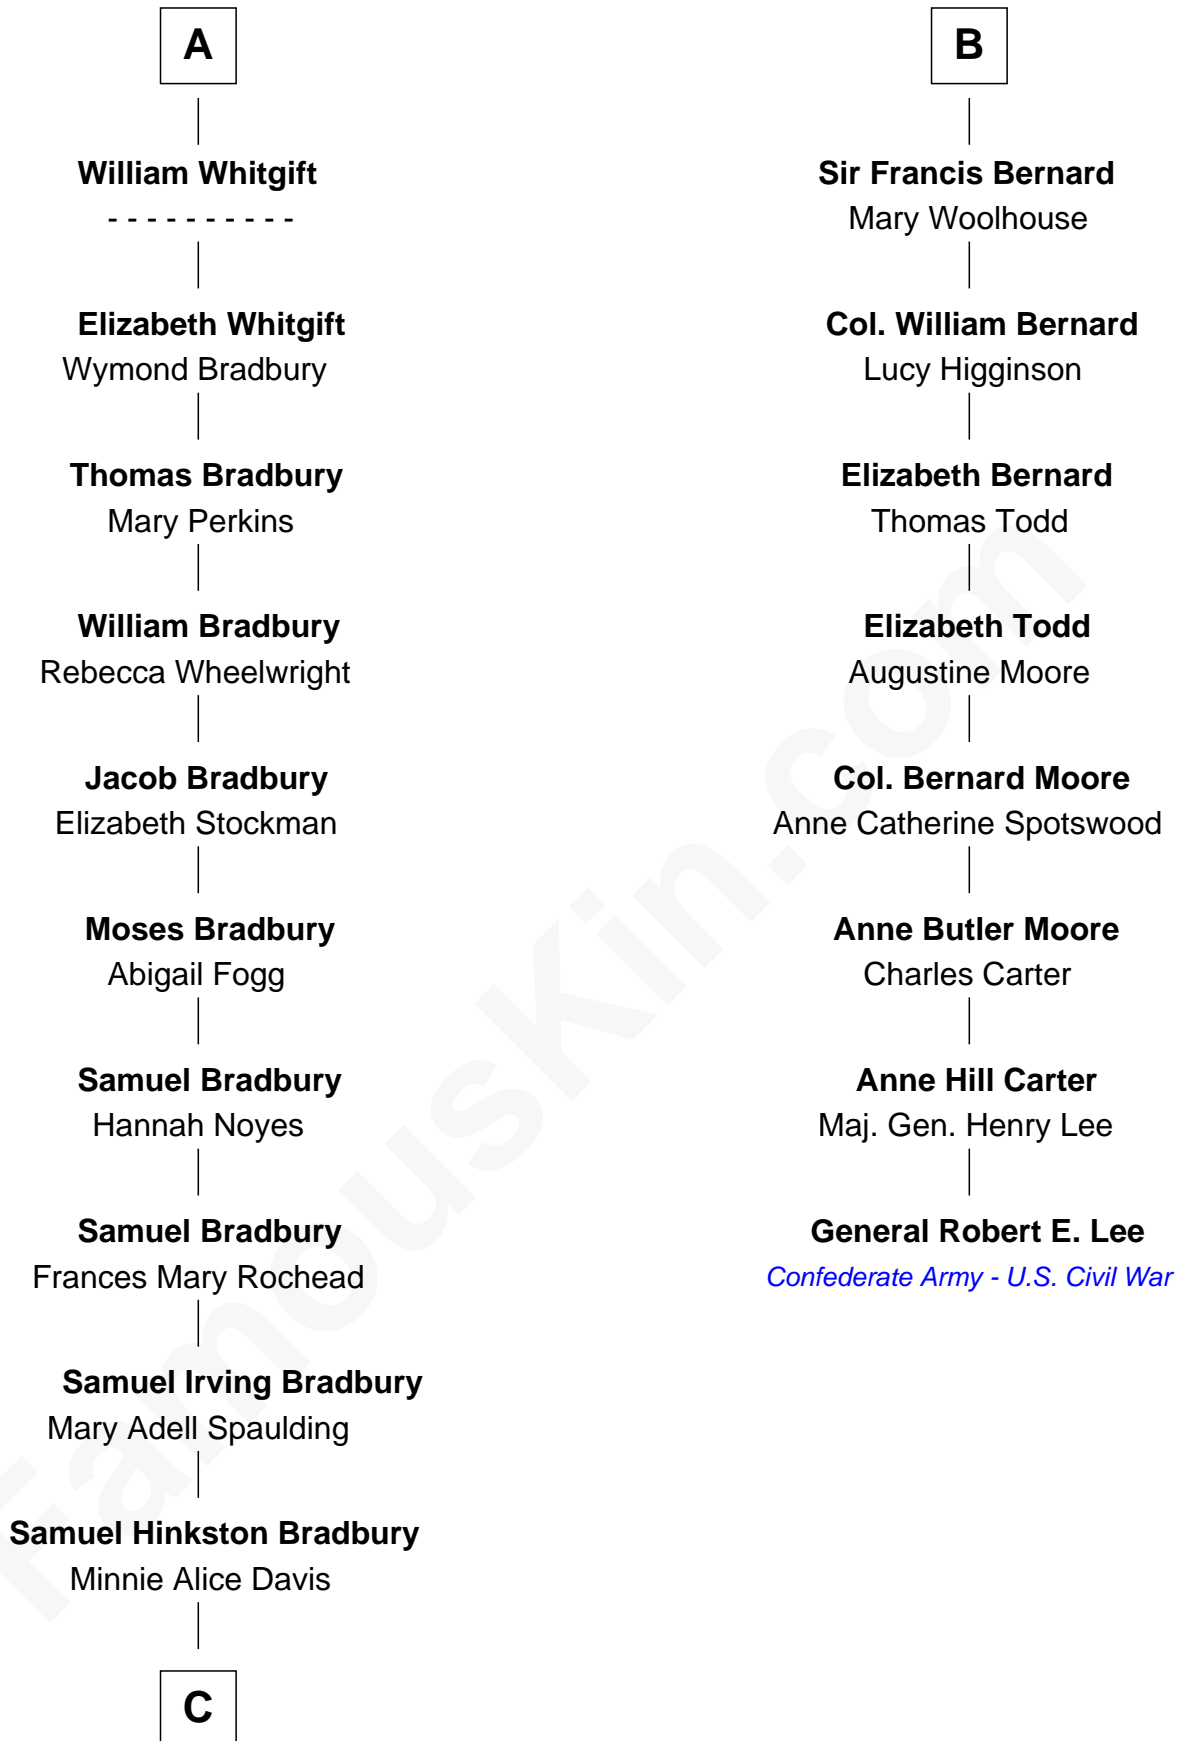 A
William Whitgift
- - - - - - - - - -
Elizabeth Whitgift
Wymond Bradbury
Thomas Bradbury
Mary Perkins
William Bradbury
Rebecca Wheelwright
Jacob Bradbury
Elizabeth Stockman
Moses Bradbury
Abigail Fogg
Samuel Bradbury
Hannah Noyes
Samuel Bradbury
Frances Mary Rochead
Samuel Irving Bradbury
Mary Adell Spaulding
Samuel Hinkston Bradbury
Minnie Alice Davis
C
B
Sir Francis Bernard
Mary Woolhouse
Col. William Bernard
Lucy Higginson
Elizabeth Bernard
Thomas Todd
Elizabeth Todd
Augustine Moore
Col. Bernard Moore
Anne Catherine Spotswood
Anne Butler Moore
Charles Carter
Anne Hill Carter
Maj. Gen. Henry Lee
General Robert E. Lee
Confederate Army - U.S. Civil War
FamousKin.com